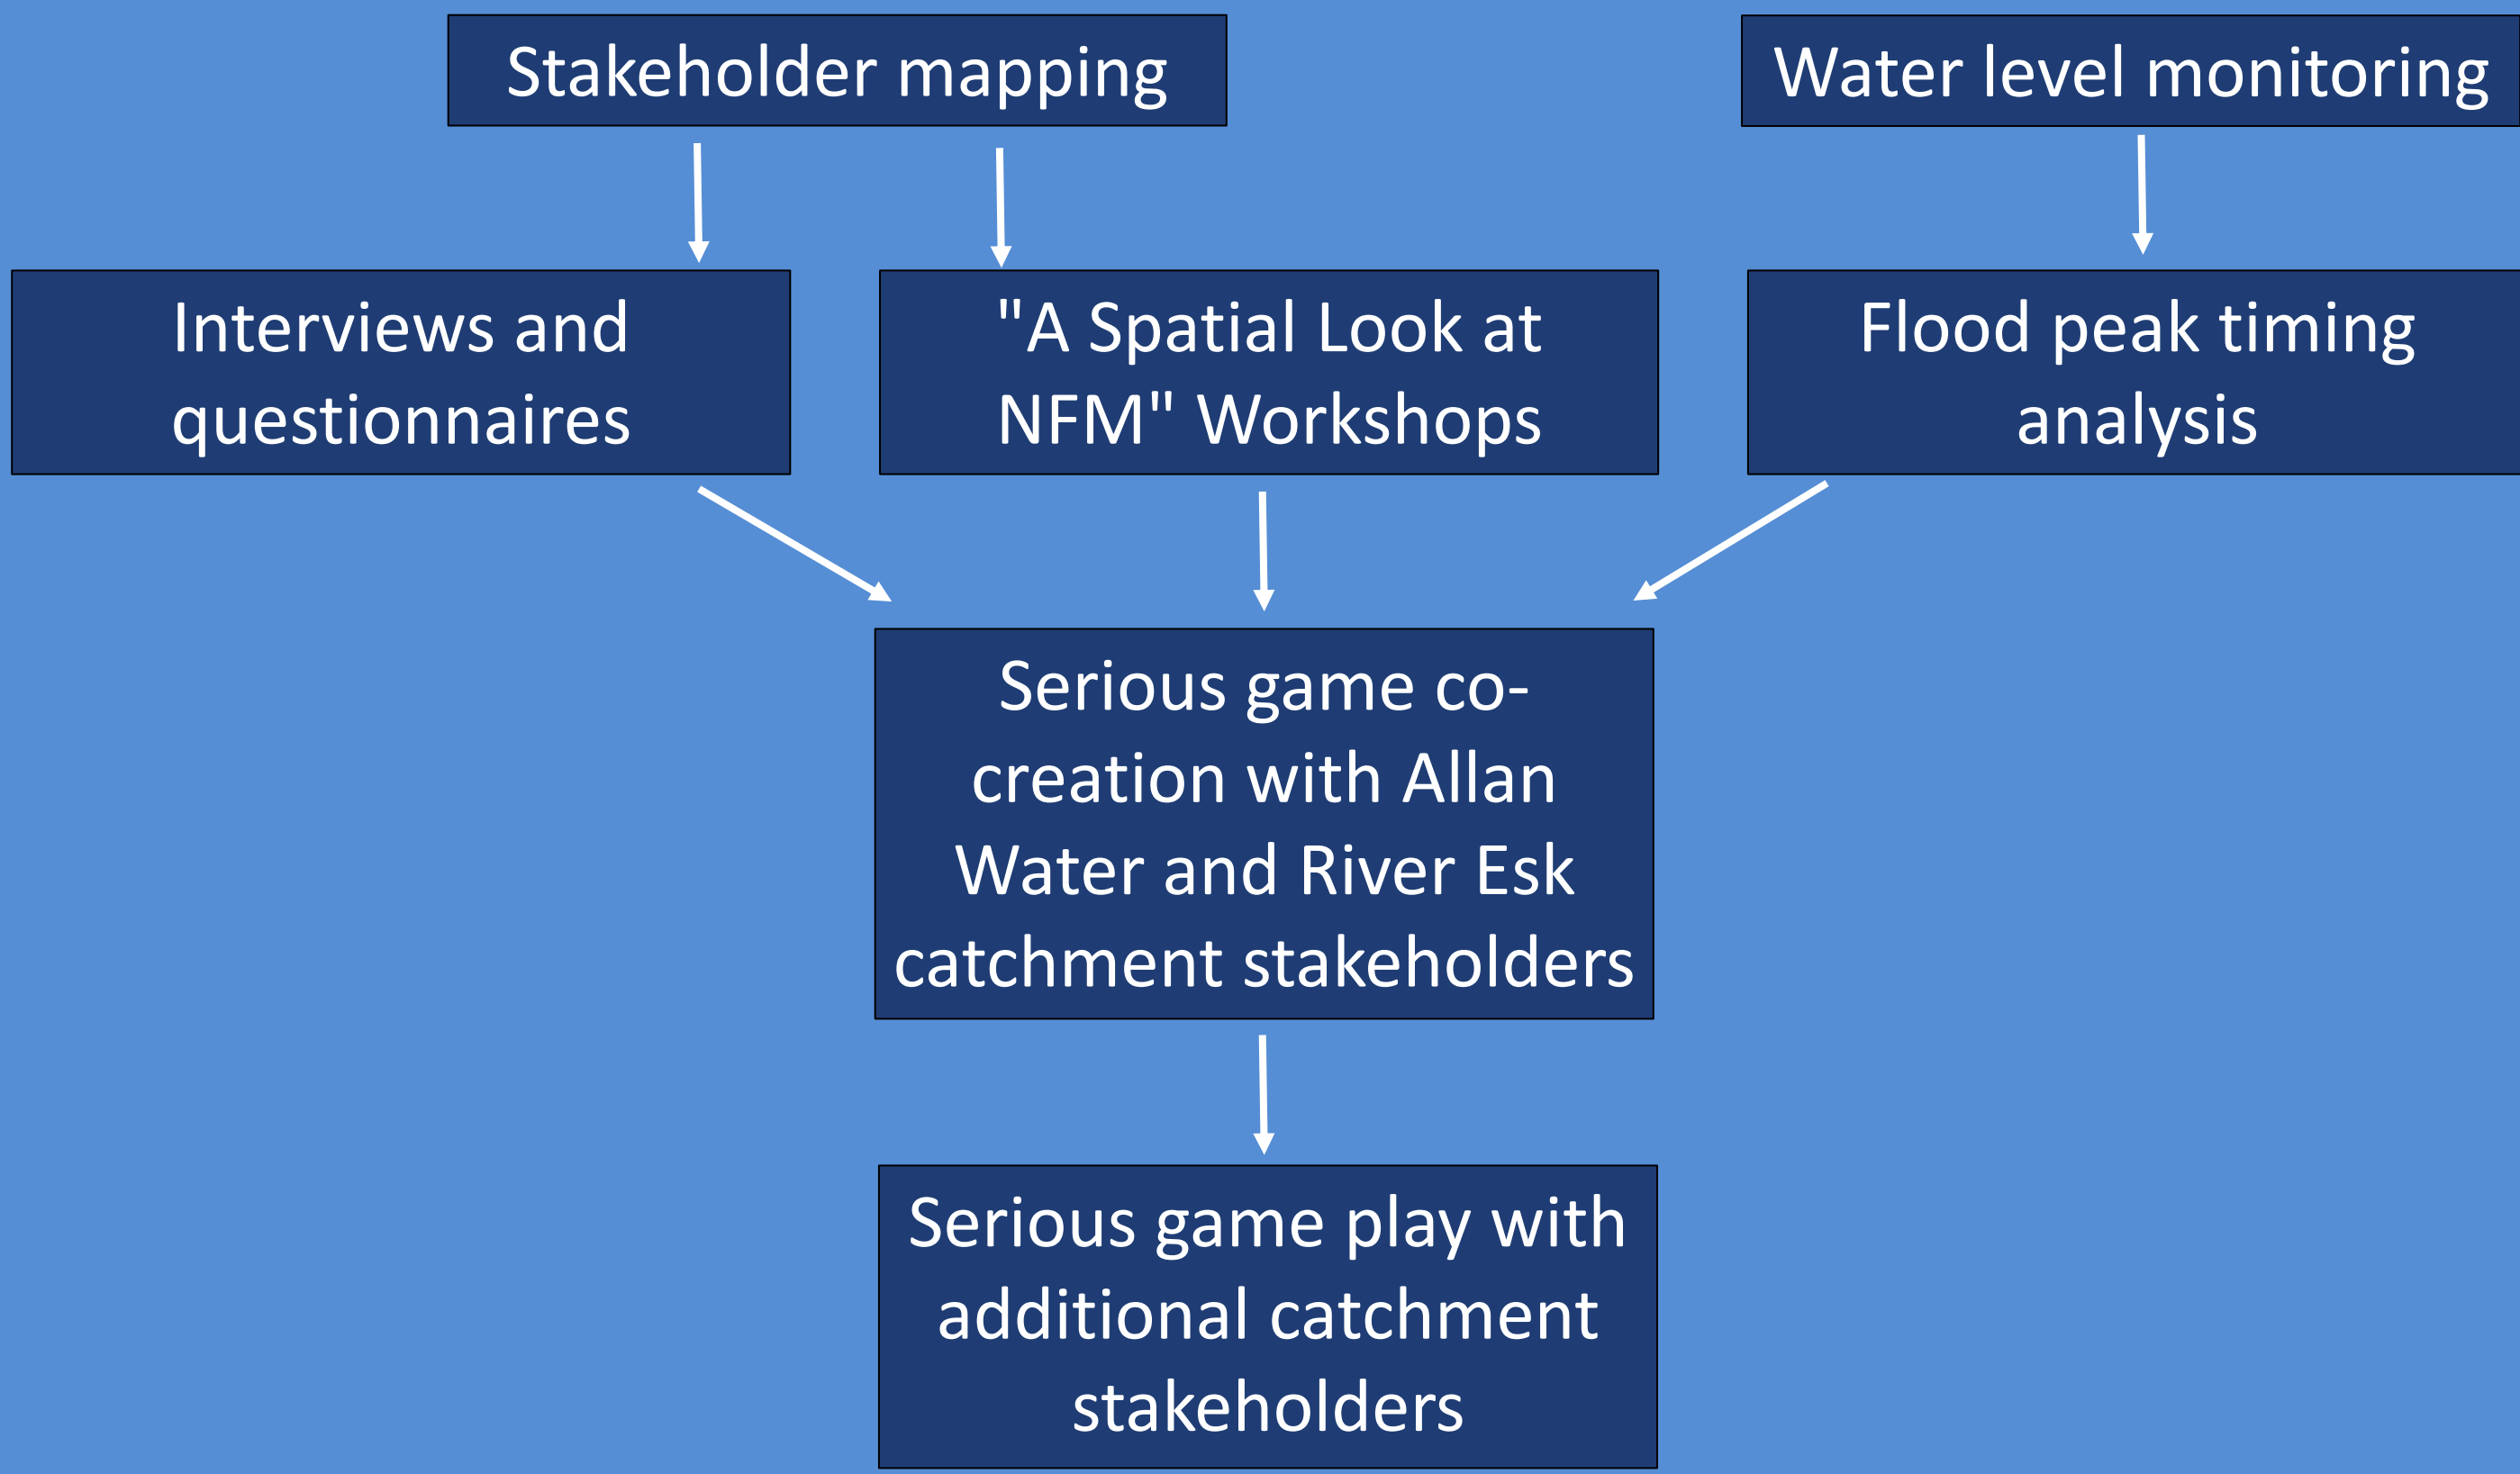 Stakeholder mapping
Water level monitoring
Interviews and
questionnaires
"A Spatial Look at
NFM" Workshops
Flood peak timing
analysis
Serious game co-
creation with Allan
Water and River Esk
catchment stakeholders
Serious game play with
additional catchment
stakeholders